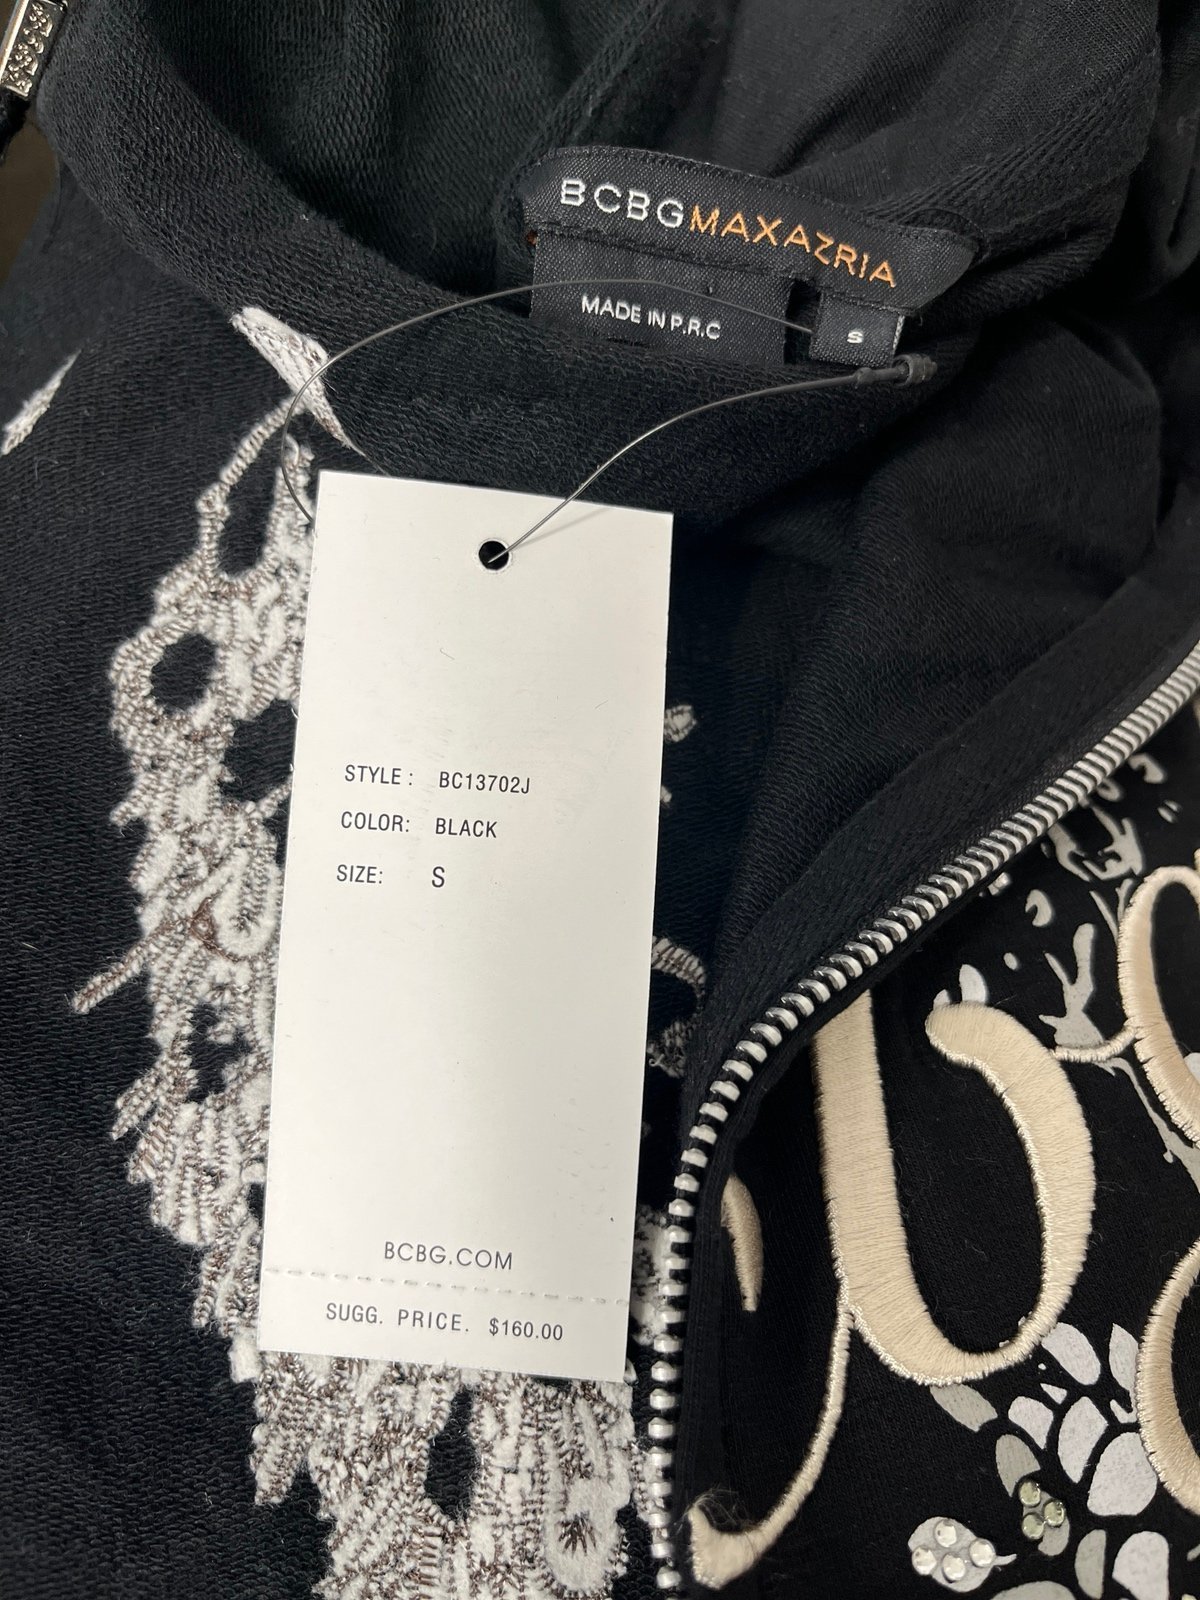 BCBGMAXAZRIA
MADE IN P.R.C
S
STYLE: BC13702J
COLOR: BLACK
SIZE: S
BCBG.COM
SUGG. PRICE. $160.00